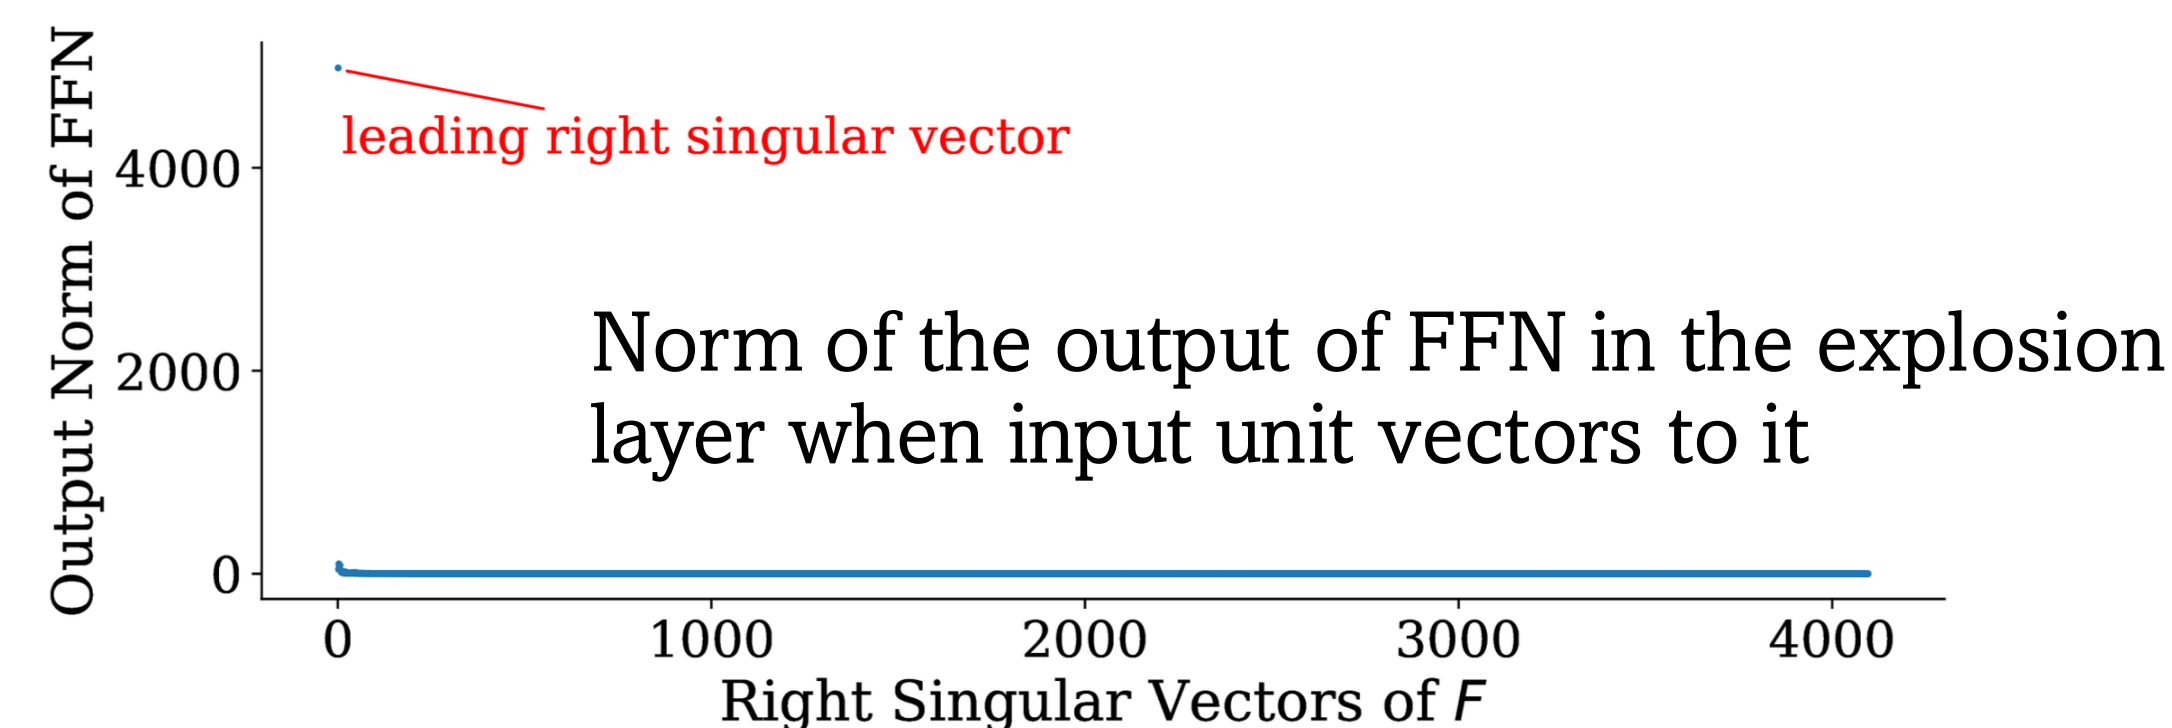 Output Norm of FFN
leading right singular vector
4000
2000
0
Norm of the output of FFN in the explosion
layer when input unit vectors to it
0 1000 2000 3000 4000
Right Singular Vectors of F